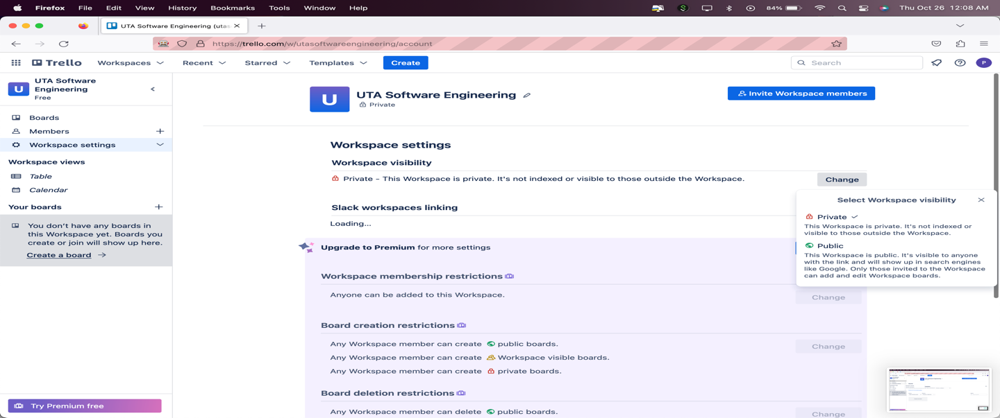 Firefox File Edit View History Bookmarks Tools Window Help 84% Thu Oct 26 12:08 AM
UTA Software Engineering (utas
https://trello.com/w/utasoftwareengineering/account
Trello Workspaces Recent Starred Templates Create Search P
U UTA Software Engineering
Free
Boards
Members
Workspace settings
Workspace views
Table
Calendar
Your boards
You don't have any boards in
this Workspace yet. Boards you
create or join will show up here.
Create a board
Try Premium free
U UTA Software Engineering
Private
Invite Workspace members
Workspace settings
Workspace visibility
Private – This Workspace is private. It's not indexed or visible to those outside the Workspace.
Change
Slack workspaces linking
Loading...
Select Workspace visibility
Private
This Workspace is private. It's not indexed or
visible to those outside the Workspace.
Public
This Workspace is public. It's visible to anyone
with the link and will show up in search engines
like Google. Only those invited to the Workspace
can add and edit Workspace boards.
Upgrade to Premium for more settings
Workspace membership restrictions
Anyone can be added to this Workspace.
Change
Board creation restrictions
Any Workspace member can create public boards.
Change
Any Workspace member can create Workspace visible boards.
Any Workspace member can create private boards.
Board deletion restrictions
Any Workspace member can delete public boards.
Change